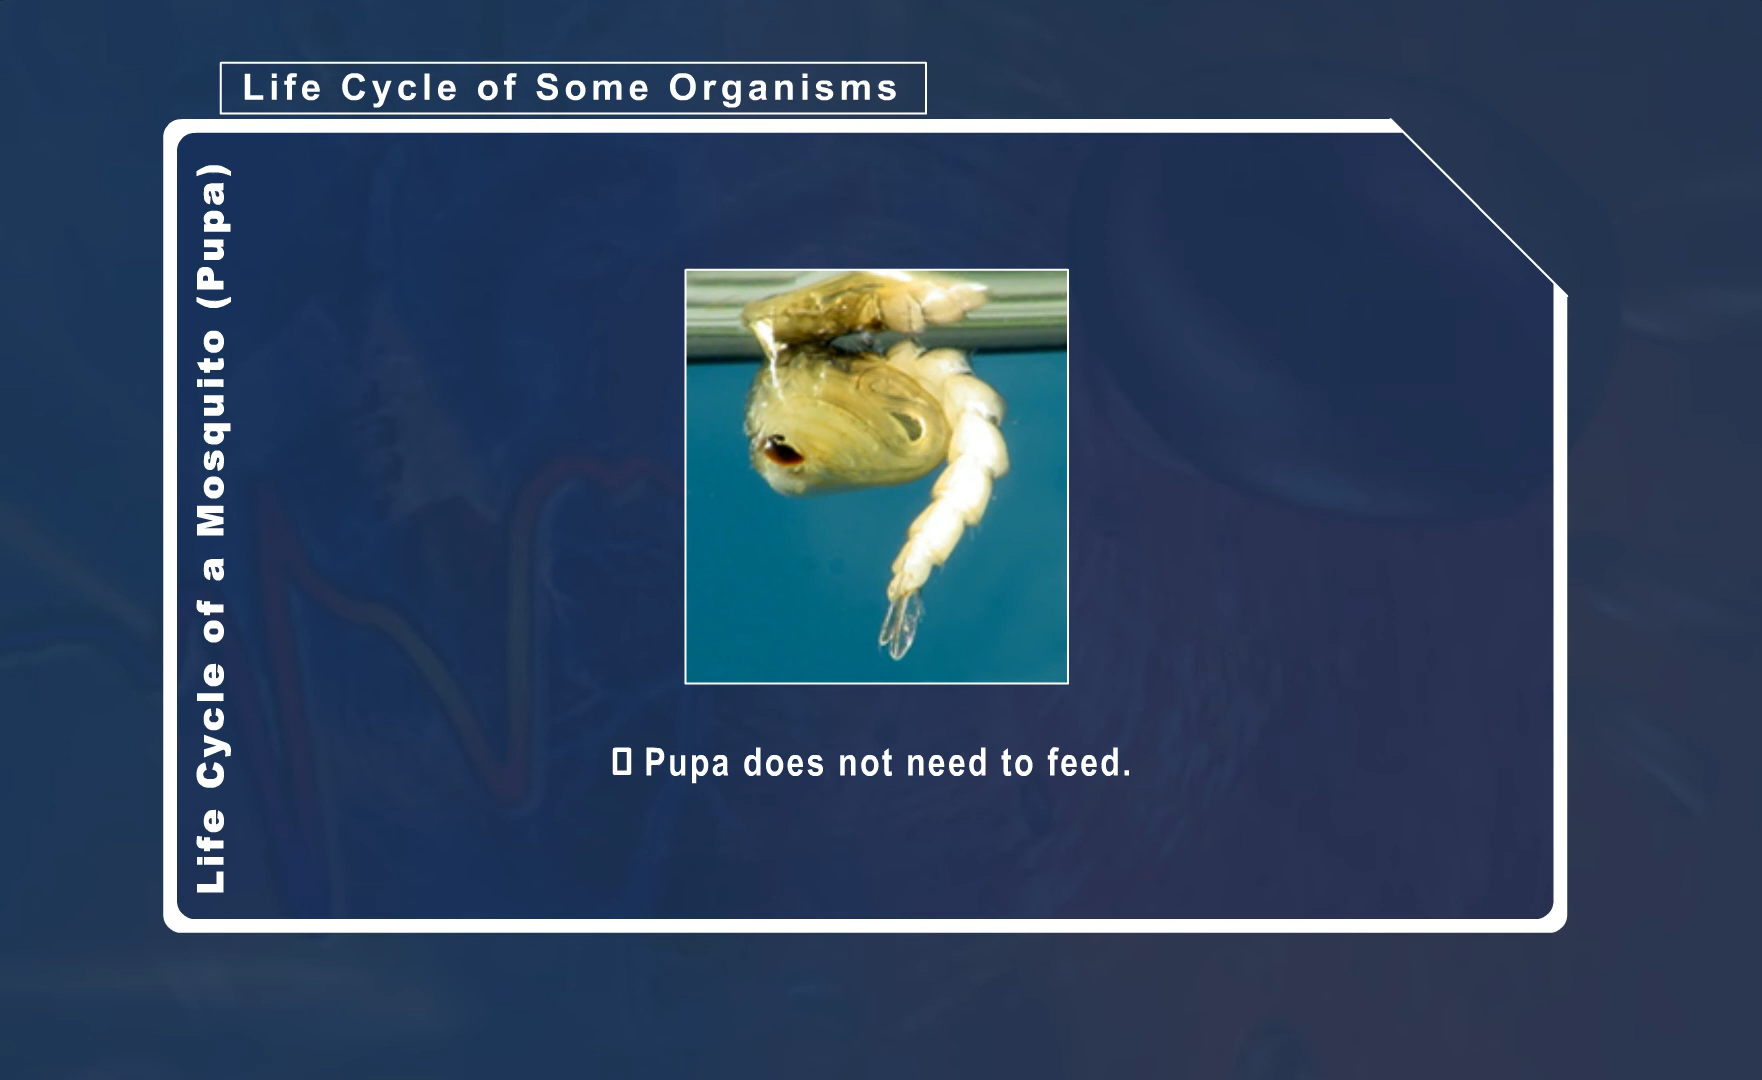 Life Cycle of Some Organisms
Life Cycle of a Mosquito (Pupa)
Pupa does not need to feed.